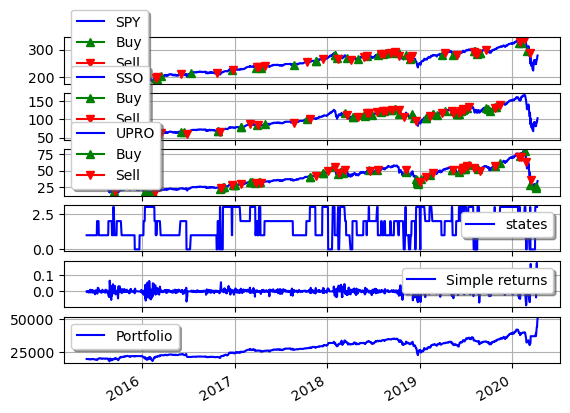 SPY
Buy
Sell
300
200
SSO
Buy
Sell
150
100
50
UPRO
Buy
Sell
75
50
25
states
2.5
0.0
Simple returns
0.1
0.0
Portfolio
50000
25000
2016
2017
2018
2019
2020